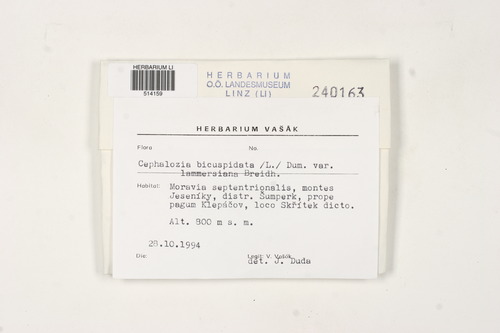 HERBARIUM LI
514159
HERBARIUM
O.Ö. LANDESMUSEUM
LINZ (LI)
240163
HERBARIUM VAŠÁK
Flora No.
Cephalozia bicuspidata /L./ Dum. var.
lammersiana Breidh.
Habitat: Moravia septentrionalis, montes
Jeseníky, distr. Šumperk, prope
pagum Klepáčov, loco Skřítek dicto.
Alt. 800 m s. m.
28.10.1994
Die: Legit: V. Vašák
det. J. Duda